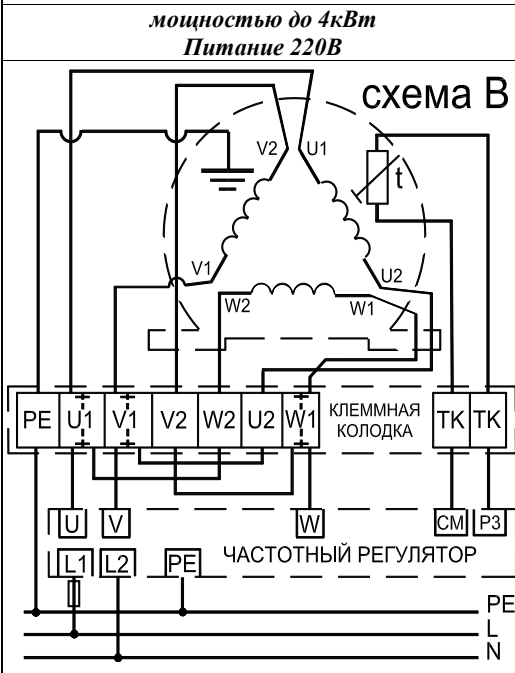 мощностью до 4кВт
Питание 220В
схема В
V2 U1
t
V1 U2
W2 W1
PE U1 V1 V2 W2 U2 W1 КЛЕММНАЯ КОЛОДКА TK TK
U V W CM P3
L1 L2 PE ЧАСТОТНЫЙ РЕГУЛЯТОР
PE
L
N